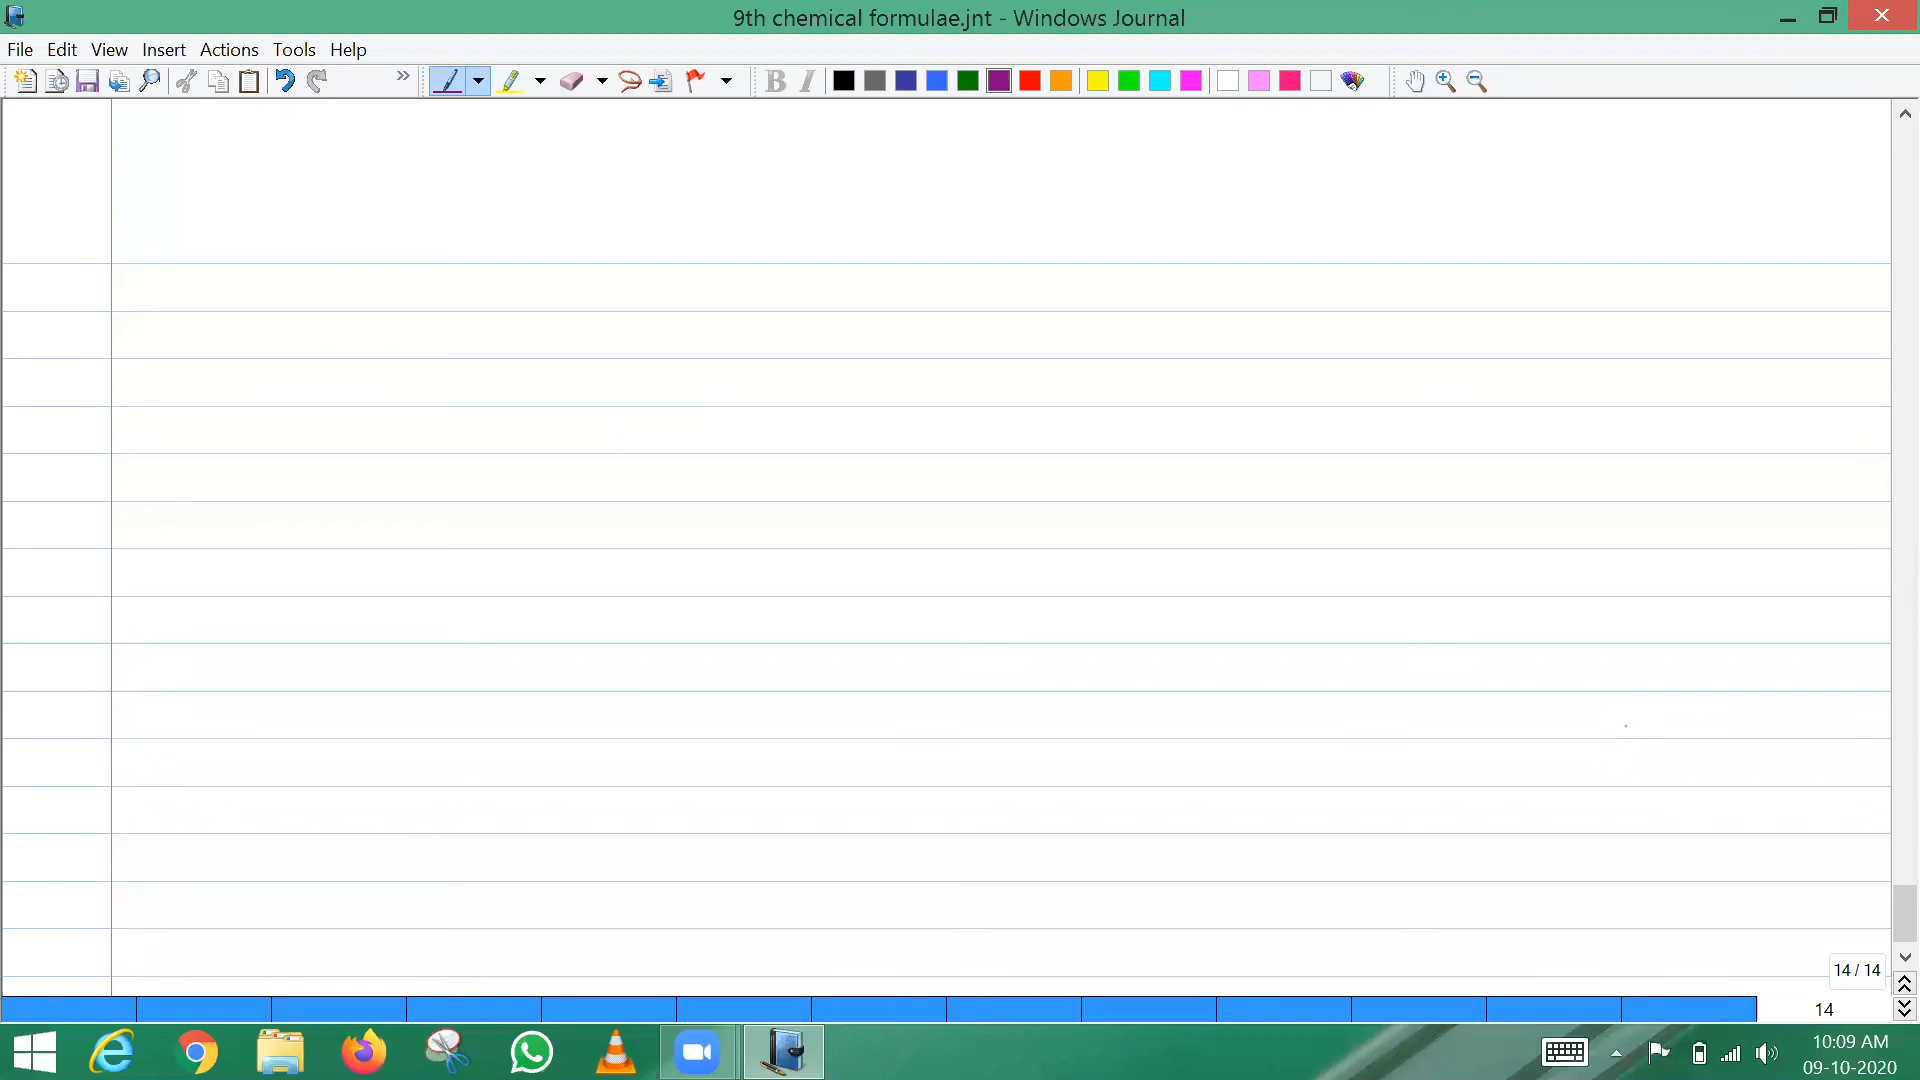 9th chemical formulae.jnt - Windows Journal
File Edit View Insert Actions Tools Help
B I
14 / 14
14
10:09 AM
09-10-2020